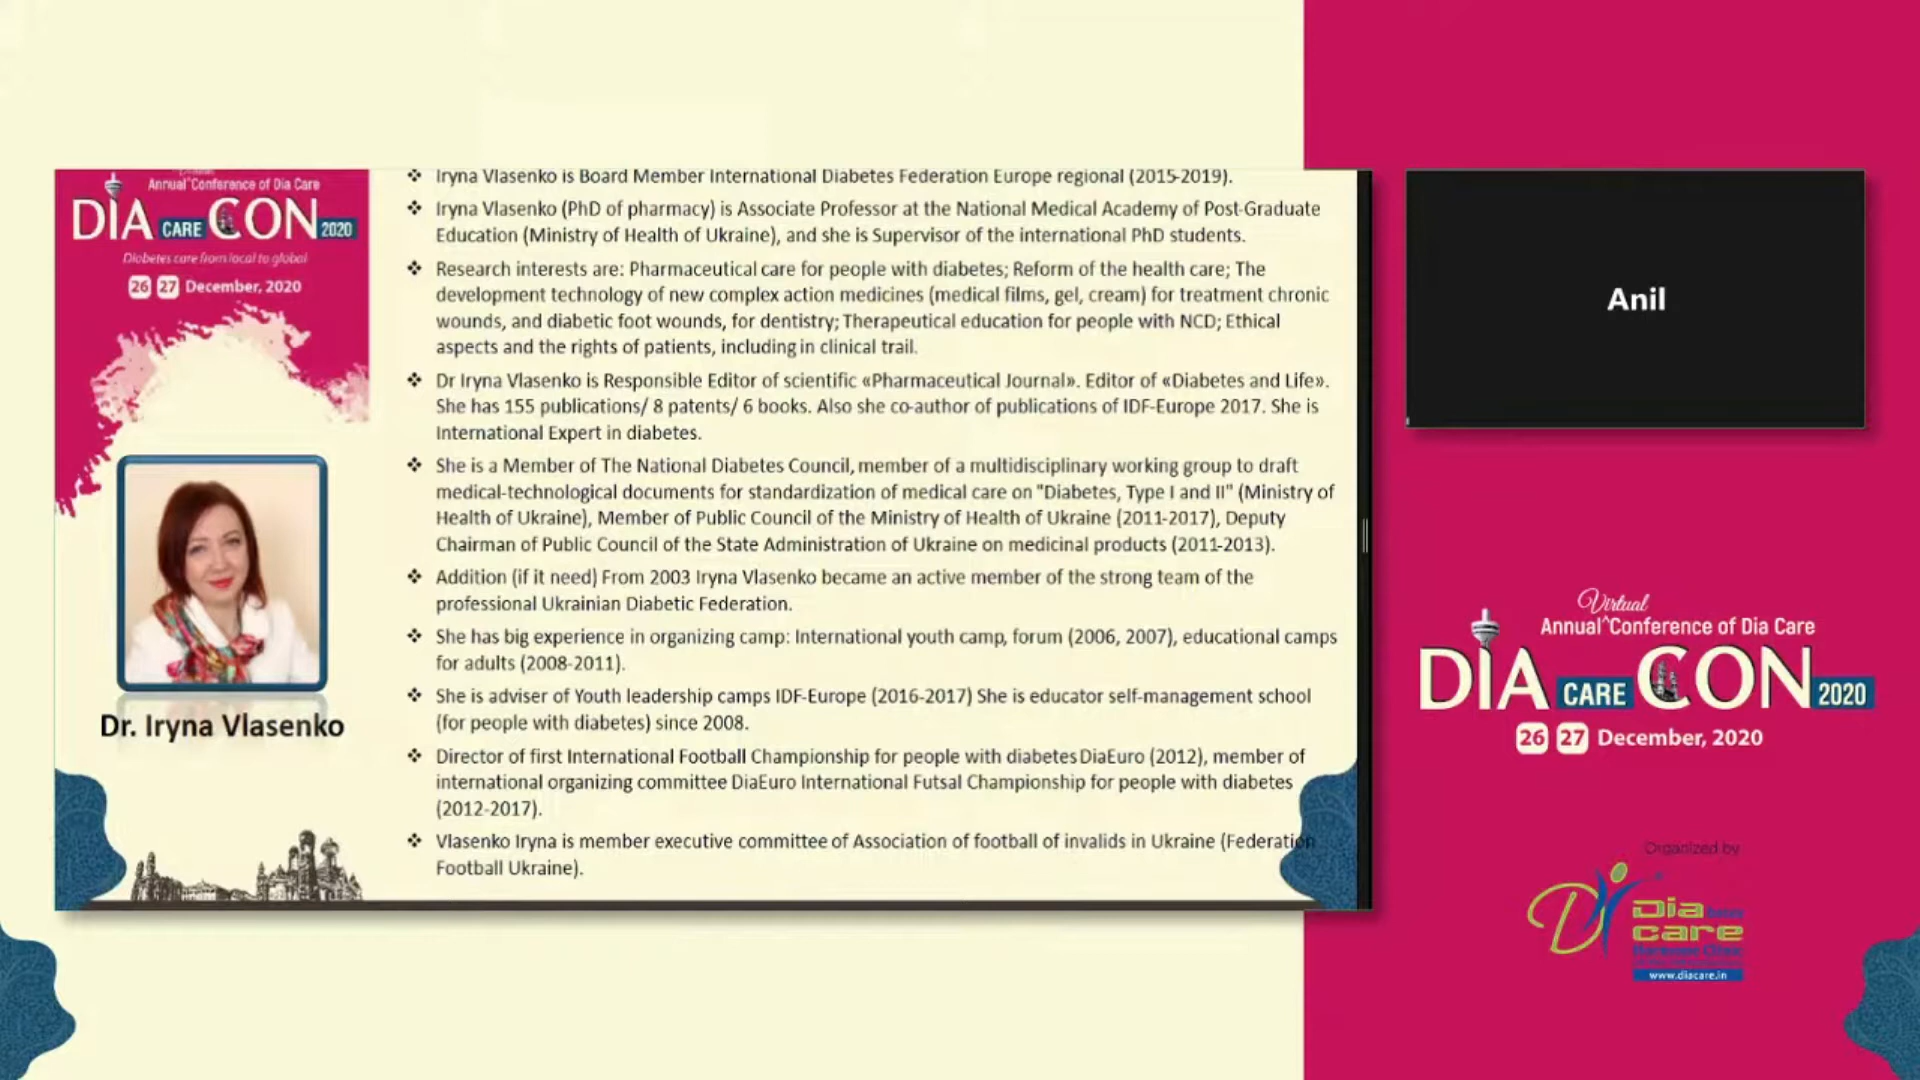 Annual Conference of Dia Care
DIA CARE CON 2020
Diabetes care from local to global
26 27 December, 2020
Dr. Iryna Vlasenko
❖ Iryna Vlasenko is Board Member International Diabetes Federation Europe regional (2015-2019).
❖ Iryna Vlasenko (PhD of pharmacy) is Associate Professor at the National Medical Academy of Post-Graduate
Education (Ministry of Health of Ukraine), and she is Supervisor of the international PhD students.
❖ Research interests are: Pharmaceutical care for people with diabetes; Reform of the health care; The
development technology of new complex action medicines (medical films, gel, cream) for treatment chronic
wounds, and diabetic foot wounds, for dentistry; Therapeutical education for people with NCD; Ethical
aspects and the rights of patients, including in clinical trail.
❖ Dr Iryna Vlasenko is Responsible Editor of scientific «Pharmaceutical Journal». Editor of «Diabetes and Life».
She has 155 publications/ 8 patents/ 6 books. Also she co-author of publications of IDF-Europe 2017. She is
International Expert in diabetes.
❖ She is a Member of The National Diabetes Council, member of a multidisciplinary working group to draft
medical-technological documents for standardization of medical care on "Diabetes, Type I and II" (Ministry of
Health of Ukraine), Member of Public Council of the Ministry of Health of Ukraine (2011-2017), Deputy
Chairman of Public Council of the State Administration of Ukraine on medicinal products (2011-2013).
❖ Addition (if it need) From 2003 Iryna Vlasenko became an active member of the strong team of the
professional Ukrainian Diabetic Federation.
❖ She has big experience in organizing camp: International youth camp, forum (2006, 2007), educational camps
for adults (2008-2011).
❖ She is adviser of Youth leadership camps IDF-Europe (2016-2017) She is educator self-management school
(for people with diabetes) since 2008.
❖ Director of first International Football Championship for people with diabetes DiaEuro (2012), member of
international organizing committee DiaEuro International Futsal Championship for people with diabetes
(2012-2017).
❖ Vlasenko Iryna is member executive committee of Association of football of invalids in Ukraine (Federation
Football Ukraine).
Anil
Virtual
Annual^Conference of Dia Care
DIA CARE CON 2020
26 27 December, 2020
Organized by
Dia
care
www.diacare.in